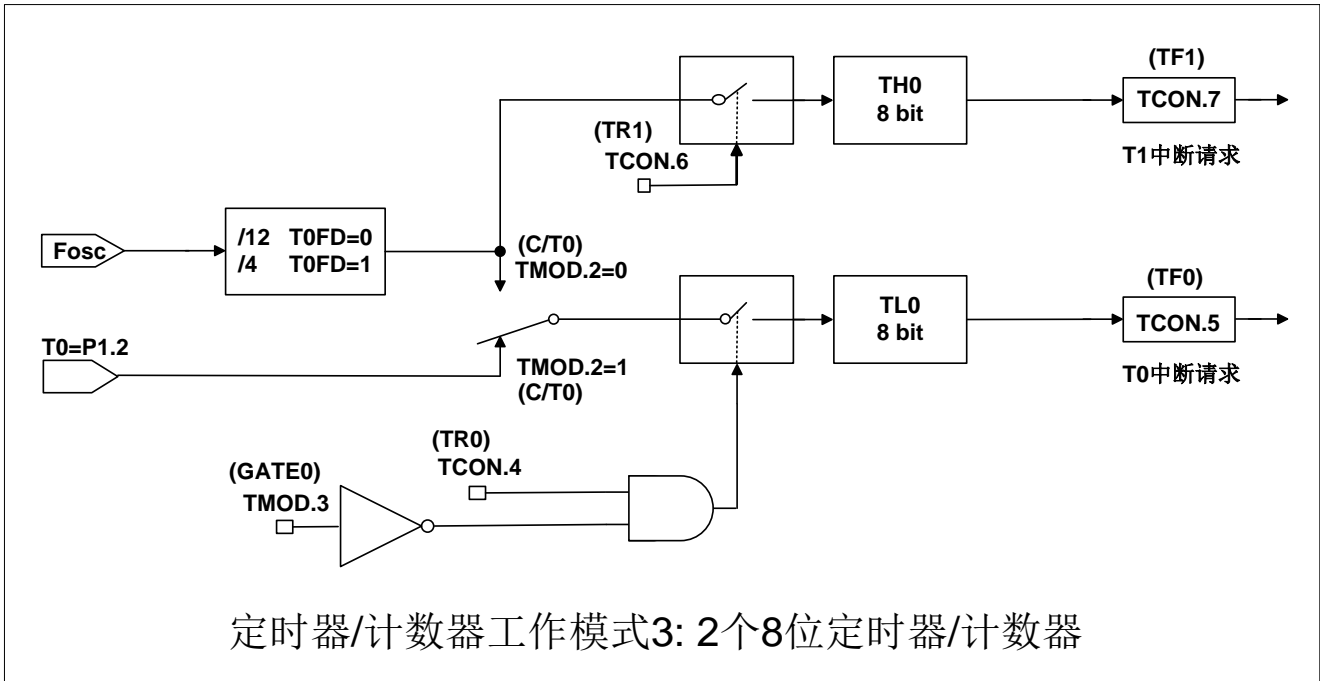 (TF1)
TH0
8 bit
TCON.7
(TR1)
TCON.6
T1中断请求
Fosc
/12 T0FD=0
/4 T0FD=1
(C/T0)
TMOD.2=0
(TF0)
TL0
8 bit
TCON.5
T0=P1.2
TMOD.2=1
(C/T0)
T0中断请求
(TR0)
TCON.4
(GATE0)
TMOD.3
定时器/计数器工作模式3: 2个8位定时器/计数器